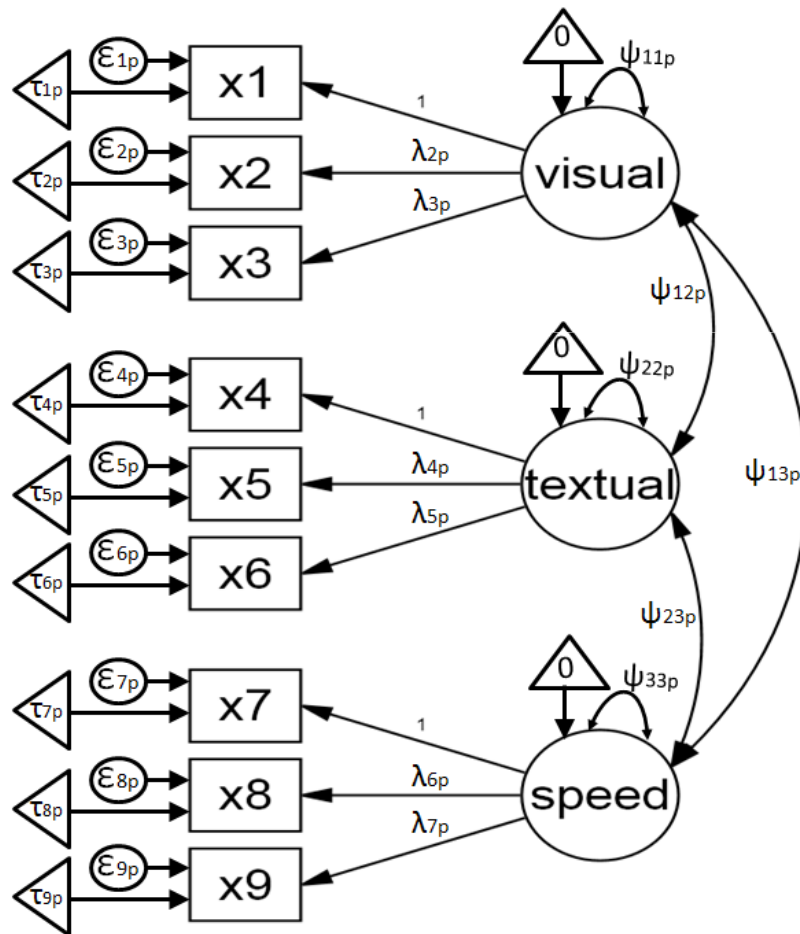 0
ψ11p
ε1p
τ1p
x1
1
visual
ε2p
τ2p
x2
λ2p
ε3p
τ3p
x3
λ3p
ψ12p
0
ψ22p
ε4p
τ4p
x4
1
textual
ψ13p
ε5p
τ5p
x5
λ4p
ε6p
τ6p
x6
λ5p
ψ23p
0
ψ33p
ε7p
τ7p
x7
1
speed
ε8p
τ8p
x8
λ6p
ε9p
τ9p
x9
λ7p